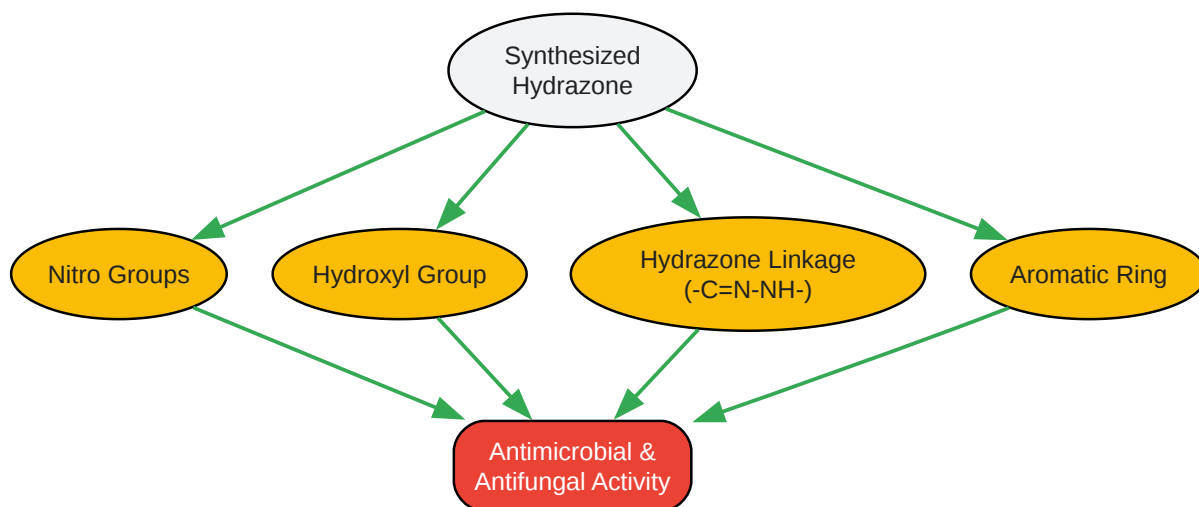 Synthesized
Hydrazone
Nitro Groups
Hydroxyl Group
Hydrazone Linkage
(-C=N-NH-)
Aromatic Ring
Antimicrobial &
Antifungal Activity